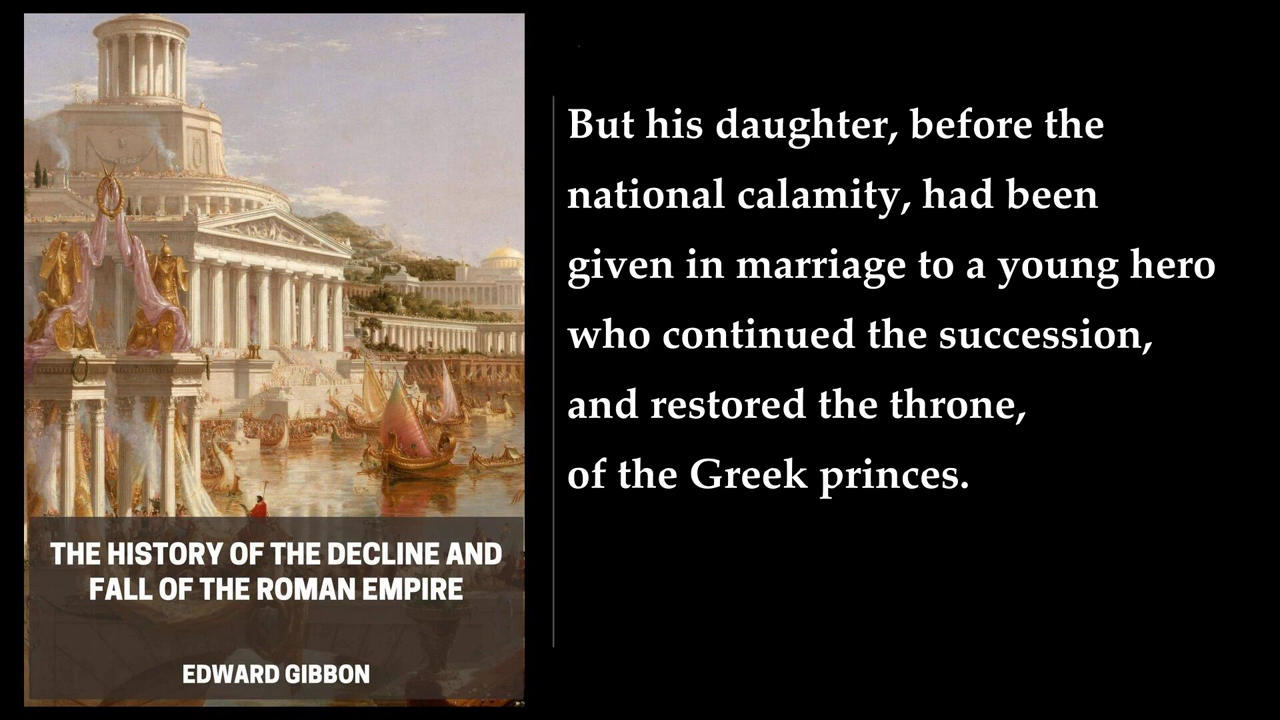 THE HISTORY OF THE DECLINE AND
FALL OF THE ROMAN EMPIRE
EDWARD GIBBON
But his daughter, before the
national calamity, had been
given in marriage to a young hero
who continued the succession,
and restored the throne,
of the Greek princes.